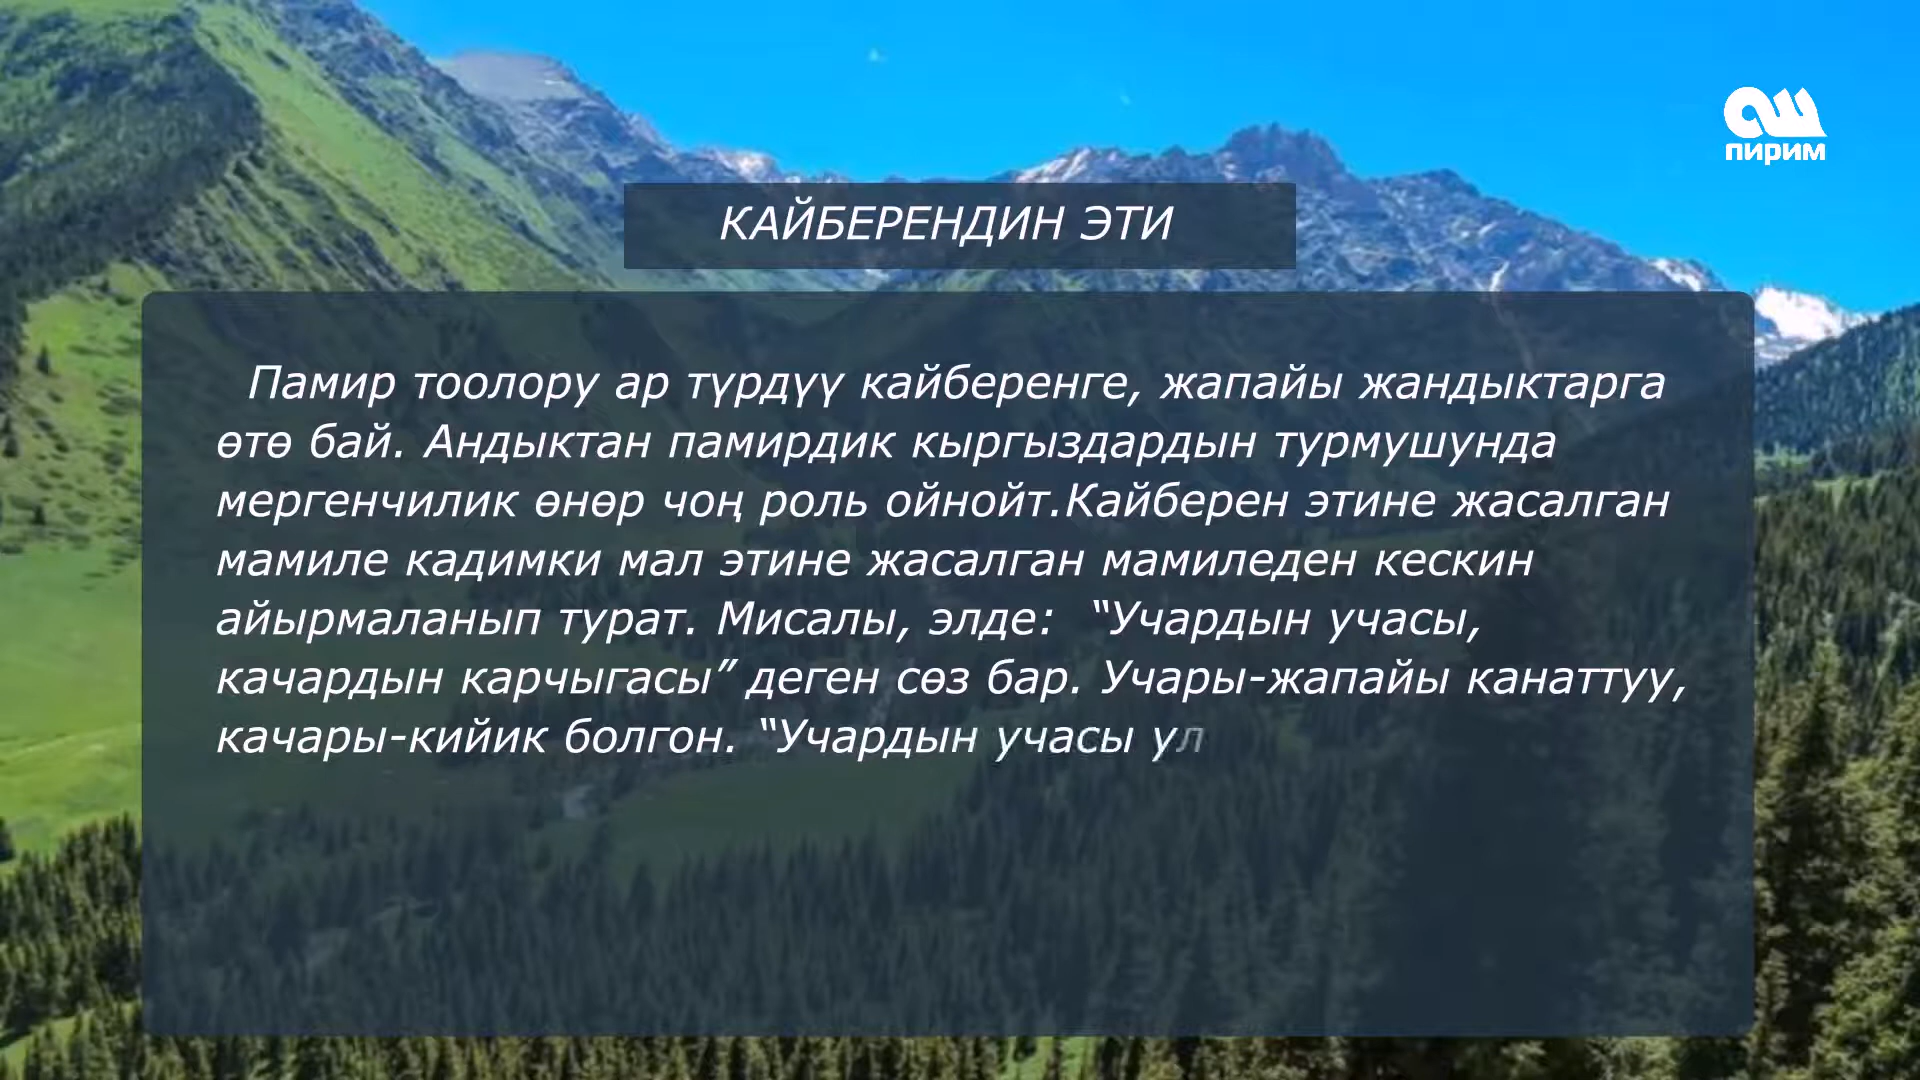 ОШ
ПИРИМ
КАЙБЕРЕНДИН ЭТИ
Памир тоолору ар түрдүү кайберенге, жапайы жандыктарга
өтө бай. Андыктан памирдик кыргыздардын турмушунда
мергенчилик өнөр чоң роль ойнойт.Кайберен этине жасалган
мамиле кадимки мал этине жасалган мамиледен кескин
айырмаланып турат. Мисалы, элде: “Учардын учасы,
качардын карчыгасы” деген сөз бар. Учары-жапайы канаттуу,
качары-кийик болгон. “Учардын учасы ул